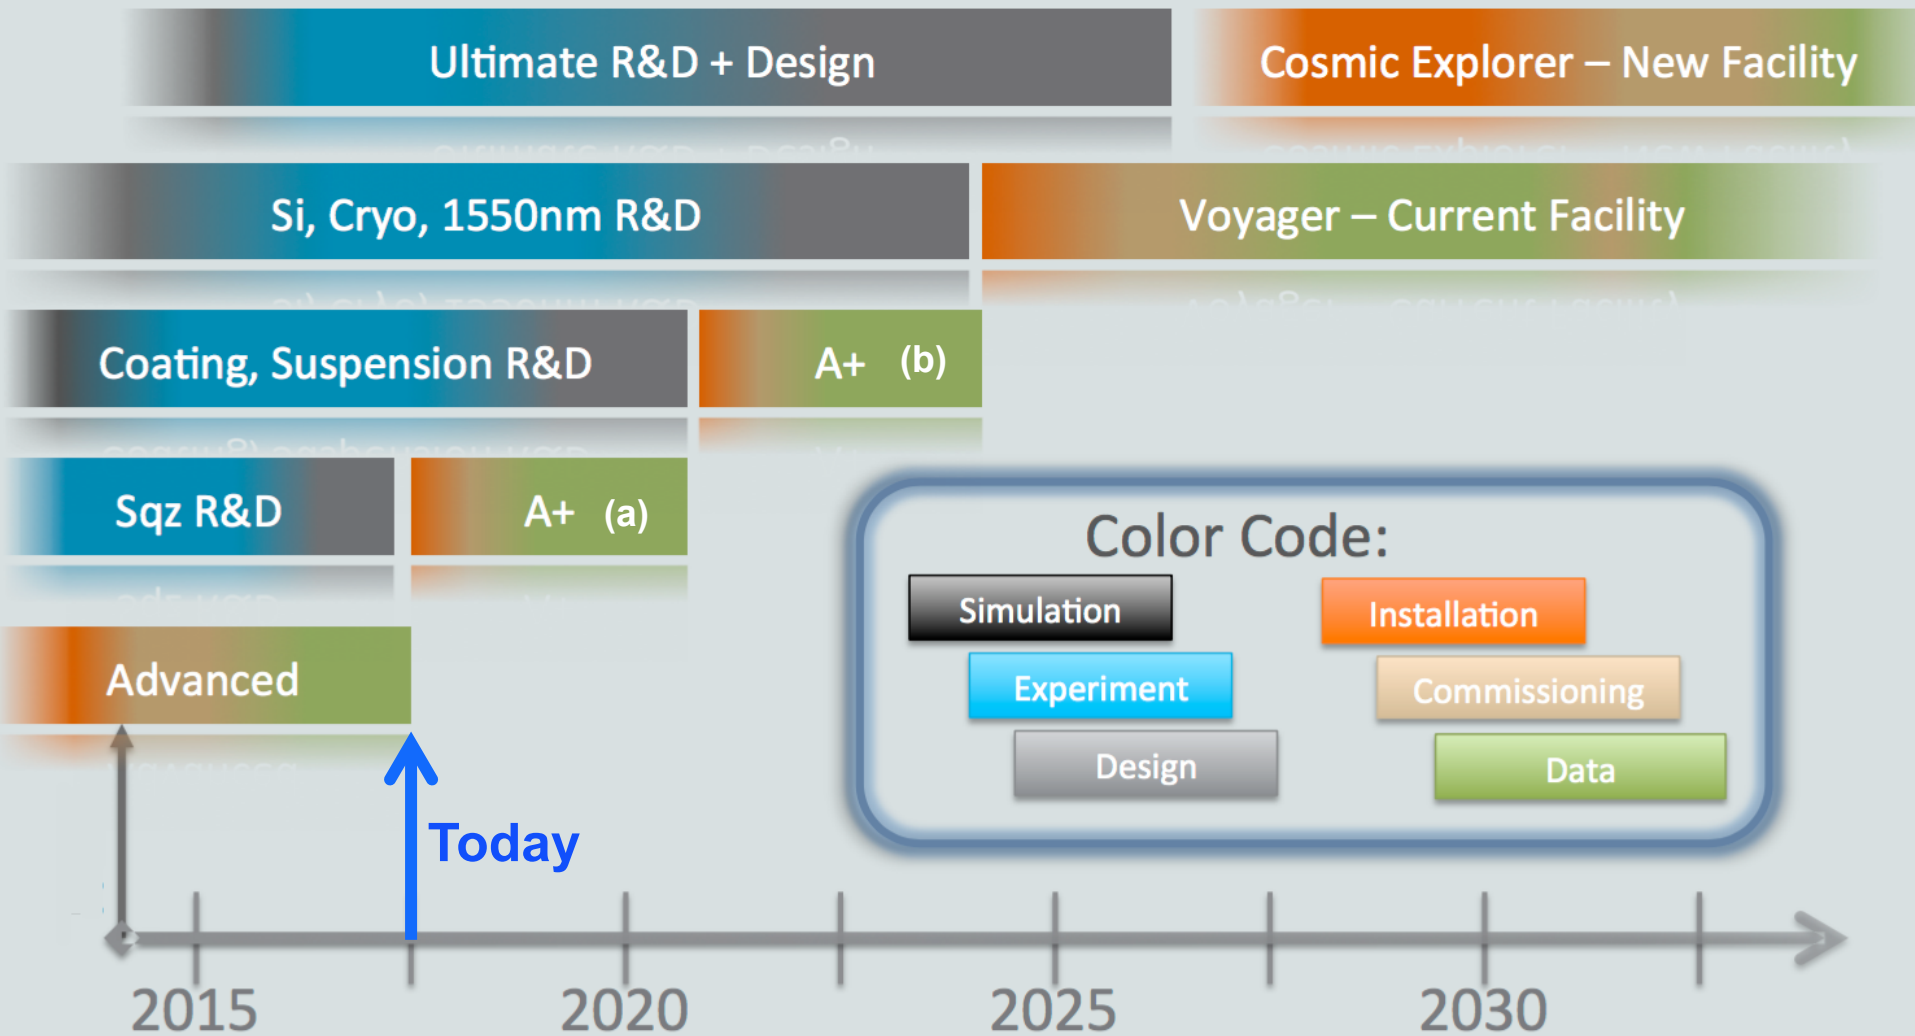 Ultimate R&D + Design
Cosmic Explorer – New Facility
Si, Cryo, 1550nm R&D
Voyager – Current Facility
Coating, Suspension R&D
A+ (b)
Sqz R&D
A+ (a)
Advanced
Color Code:
Simulation
Installation
Experiment
Commissioning
Design
Data
Today
2015
2020
2025
2030